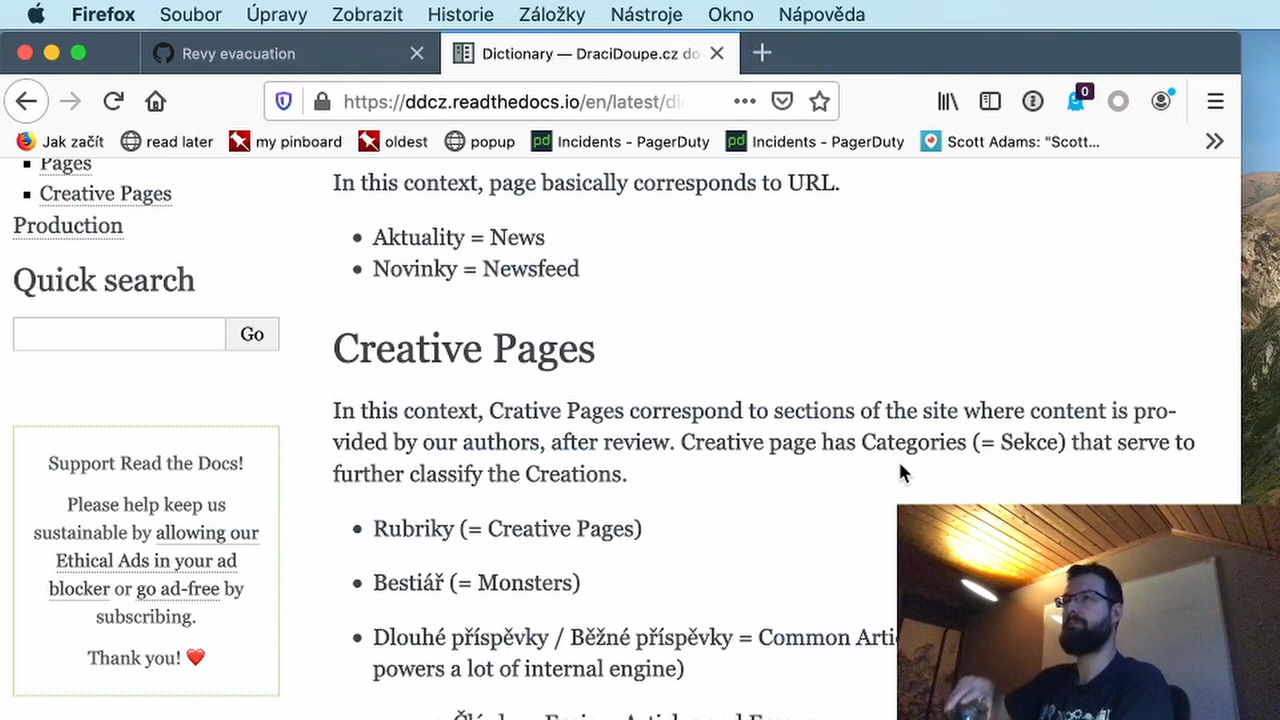 Firefox Soubor Úpravy Zobrazit Historie Záložky Nástroje Okno Nápověda
Revy evacuation
Dictionary — DraciDoupe.cz do
https://ddcz.readthedocs.io/en/latest/di
0
Jak začít read later my pinboard oldest popup Incidents - PagerDuty Incidents - PagerDuty Scott Adams: "Scott...
Pages
Creative Pages
Production
Quick search
Go
Support Read the Docs!
Please help keep us
sustainable by allowing our
Ethical Ads in your ad
blocker or go ad-free by
subscribing.
Thank you! ❤️
In this context, page basically corresponds to URL.
Aktuality = News
Novinky = Newsfeed
Creative Pages
In this context, Crative Pages correspond to sections of the site where content is pro-
vided by our authors, after review. Creative page has Categories (= Sekce) that serve to
further classify the Creations.
Rubriky (= Creative Pages)
Bestiář (= Monsters)
Dlouhé příspěvky / Běžné příspěvky = Common Artic
powers a lot of internal engine)